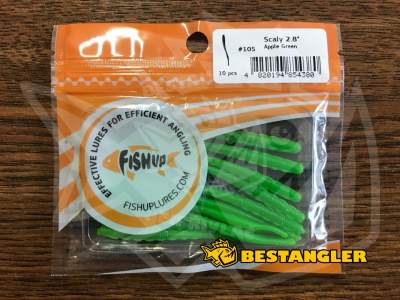 Scaly 2.8"
Apple Green
#105
10 pcs
4 820194 854380
EFFECTIVE LURES FOR EFFICIENT ANGLING
FISHUP
FISHUPLURES.COM
BESTANGLER